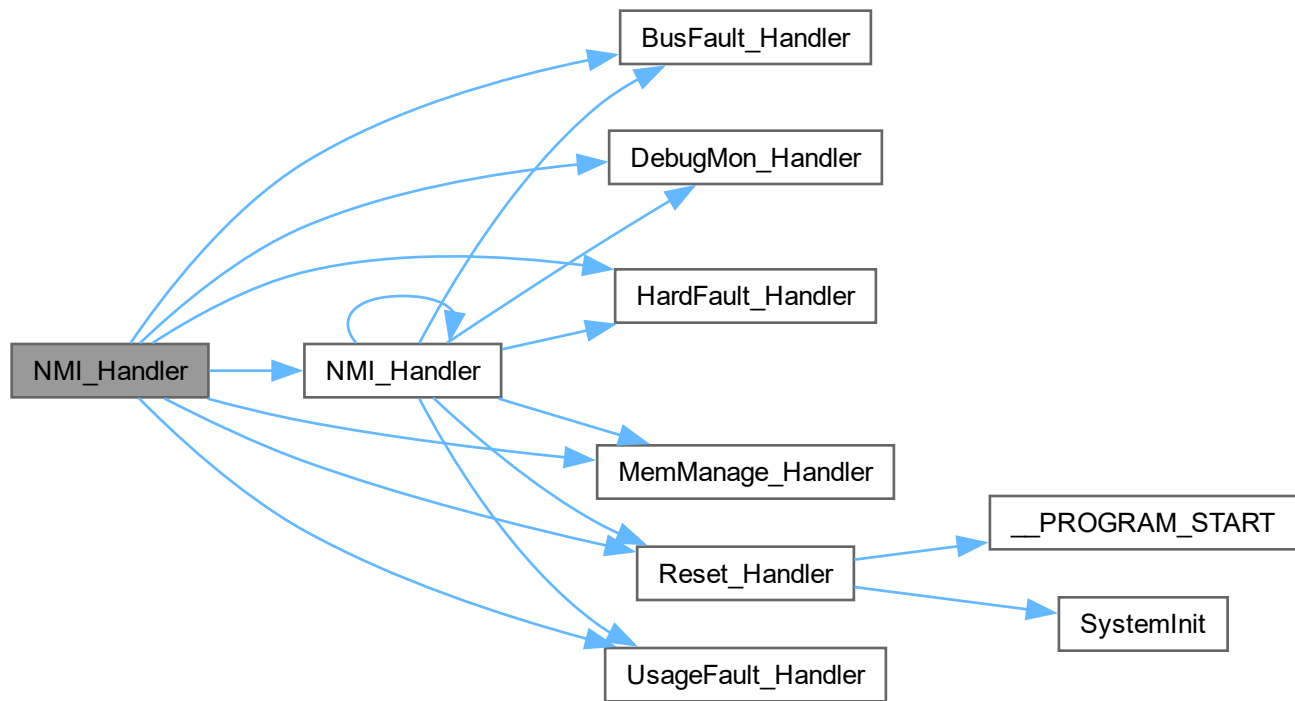 BusFault_Handler
DebugMon_Handler
HardFault_Handler
NMI_Handler
NMI_Handler
MemManage_Handler
__PROGRAM_START
Reset_Handler
SystemInit
UsageFault_Handler